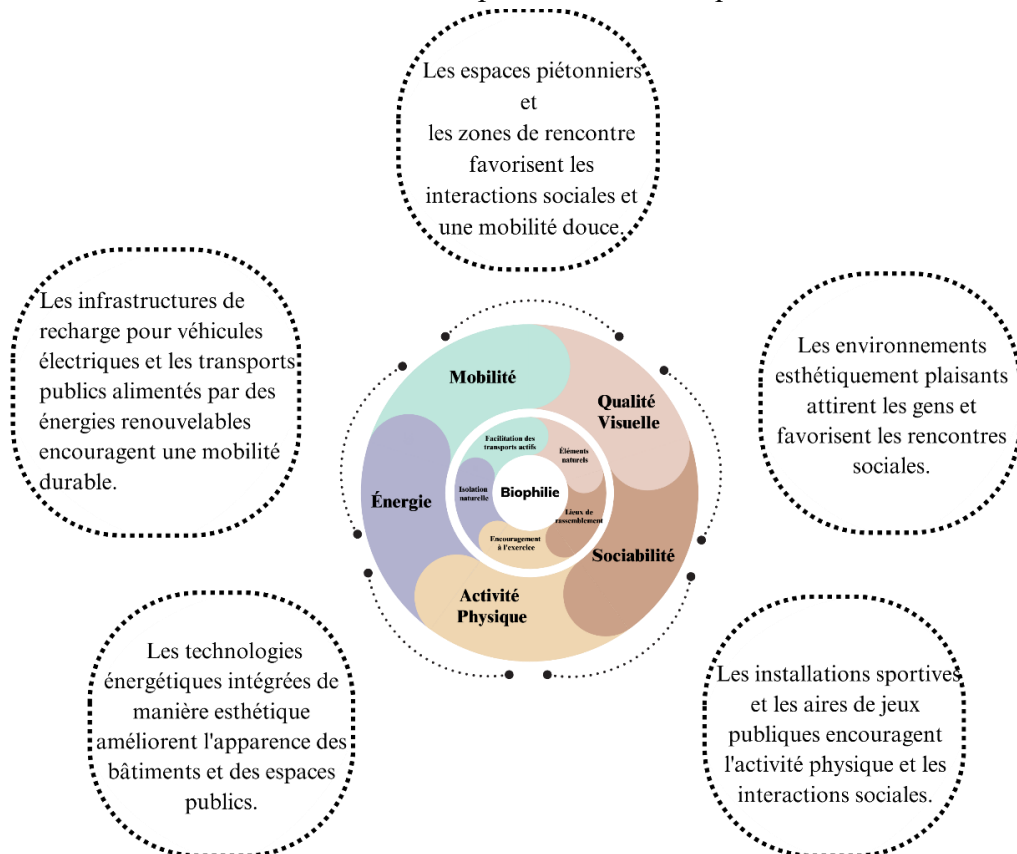 Les espaces piétonniers
et
les zones de rencontre
favorisent les
interactions sociales et
une mobilité douce.
Les infrastructures de
recharge pour véhicules
électriques et les transports
publics alimentés par des
énergies renouvelables
encouragent une mobilité
durable.
Les environnements
esthétiquement plaisants
attirent les gens et
favorisent les rencontres
sociales.
Mobilité
Qualité
Visuelle
Facilitation des
transports actifs
Éléments
naturels
Isolation
naturelle
Biophilie
Énergie
Lieux de
rassemblement
Encouragement
à l'exercice
Sociabilité
Activité
Physique
Les technologies
énergétiques intégrées de
manière esthétique
améliorent l'apparence des
bâtiments et des espaces
publics.
Les installations sportives
et les aires de jeux
publiques encouragent
l'activité physique et les
interactions sociales.